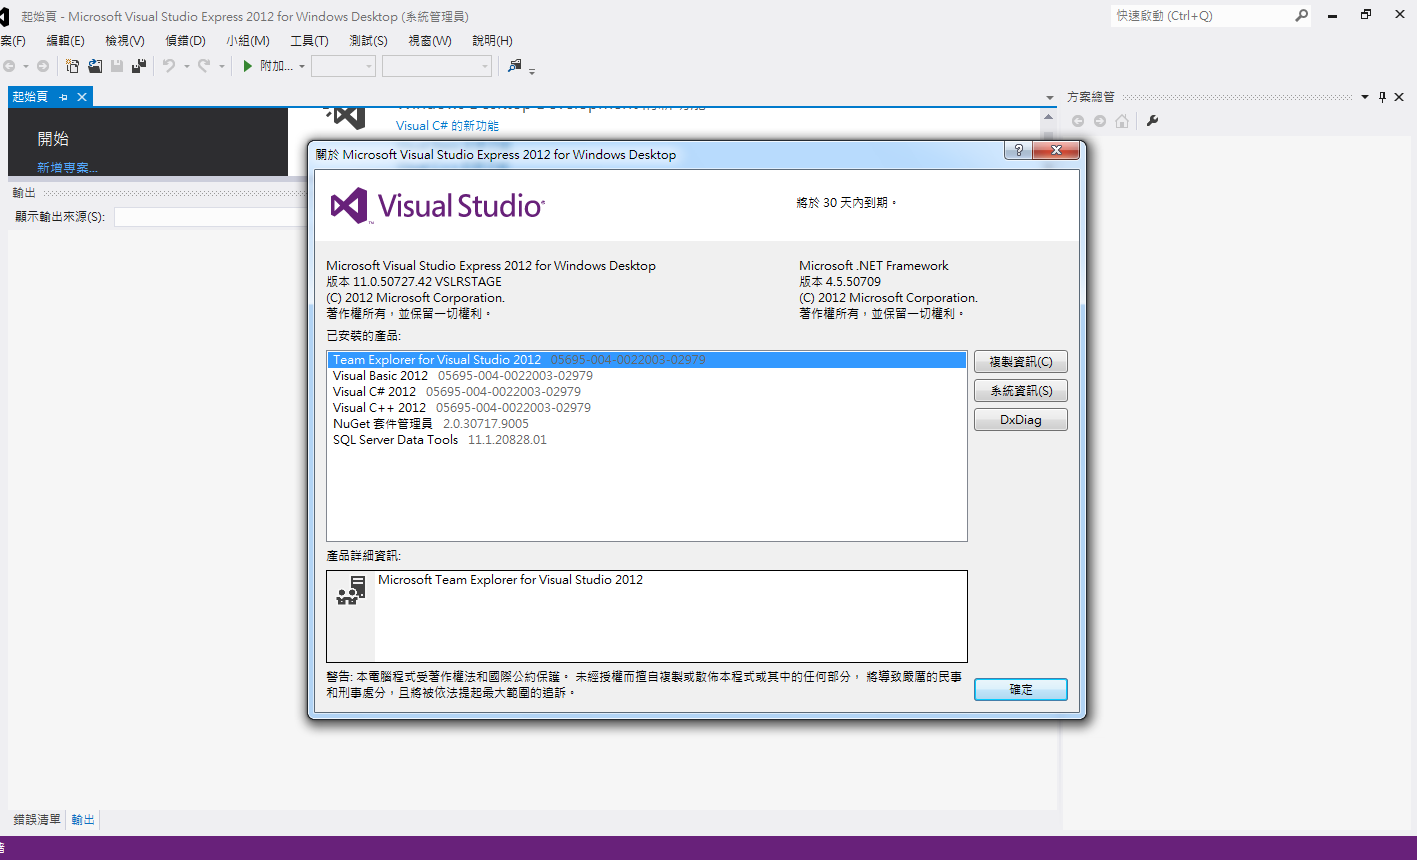 起始頁 - Microsoft Visual Studio Express 2012 for Windows Desktop (系統管理員)
快速啟動 (Ctrl+Q)
案(F) 編輯(E) 檢視(V) 偵錯(D) 小組(M) 工具(T) 測試(S) 視窗(W) 說明(H)
附加...
起始頁
方案總管
開始
新增專案...
Visual C# 的新功能
輸出
顯示輸出來源(S):
關於 Microsoft Visual Studio Express 2012 for Windows Desktop
Visual Studio
將於 30 天內到期。
Microsoft Visual Studio Express 2012 for Windows Desktop
版本 11.0.50727.42 VSLRSTAGE
(C) 2012 Microsoft Corporation.
著作權所有，並保留一切權利。
Microsoft .NET Framework
版本 4.5.50709
(C) 2012 Microsoft Corporation.
著作權所有，並保留一切權利。
已安裝的產品:
Team Explorer for Visual Studio 2012 05695-004-0022003-02979
Visual Basic 2012 05695-004-0022003-02979
Visual C# 2012 05695-004-0022003-02979
Visual C++ 2012 05695-004-0022003-02979
NuGet 套件管理員 2.0.30717.9005
SQL Server Data Tools 11.1.20828.01
複製資訊(C)
系統資訊(S)
DxDiag
產品詳細資訊:
Microsoft Team Explorer for Visual Studio 2012
警告: 本電腦程式受著作權法和國際公約保護。 未經授權而擅自複製或散佈本程式或其中的任何部分， 將導致嚴厲的民事
和刑事處分，且將被依法提起最大範圍的追訴。
確定
錯誤清單 輸出